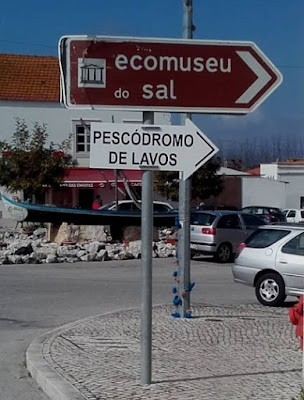 ecomuseu
do sal
PESCÓDROMO
DE LAVOS